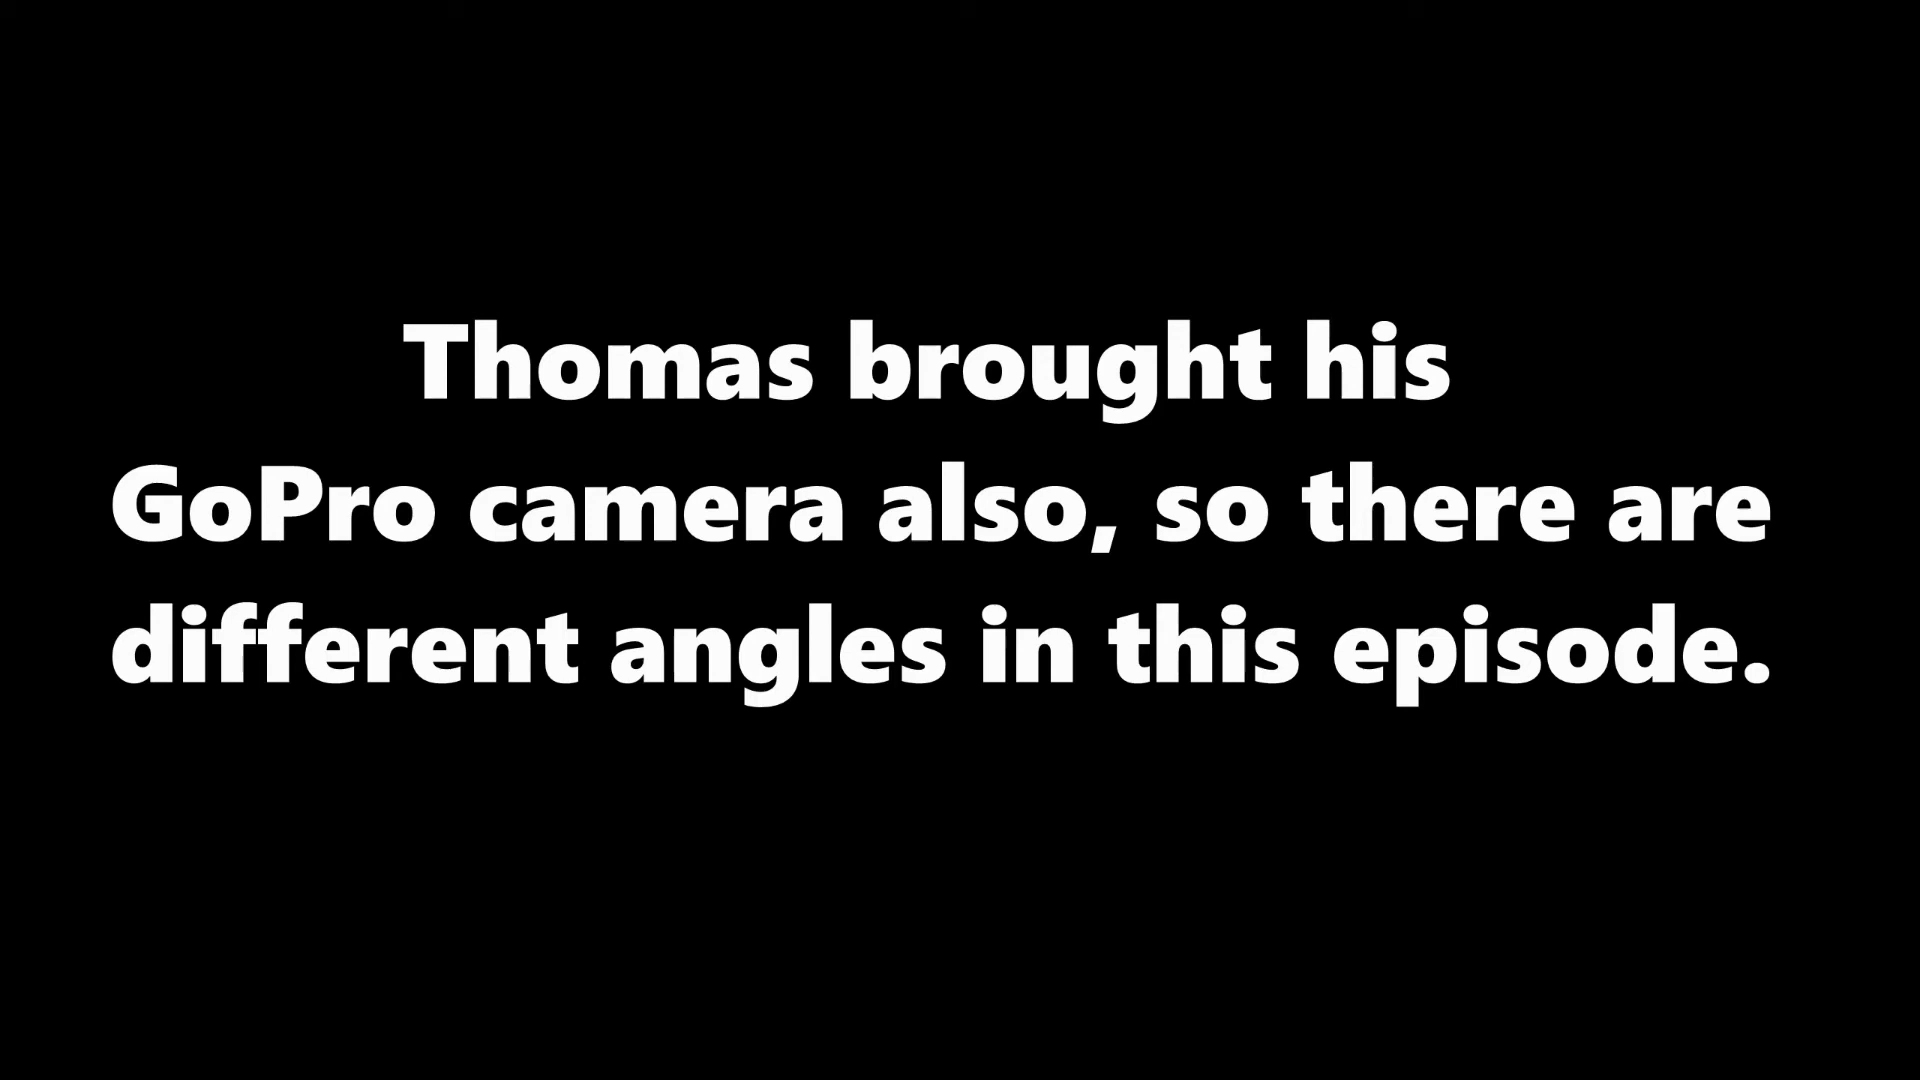 Thomas brought his
GoPro camera also, so there are
different angles in this episode.